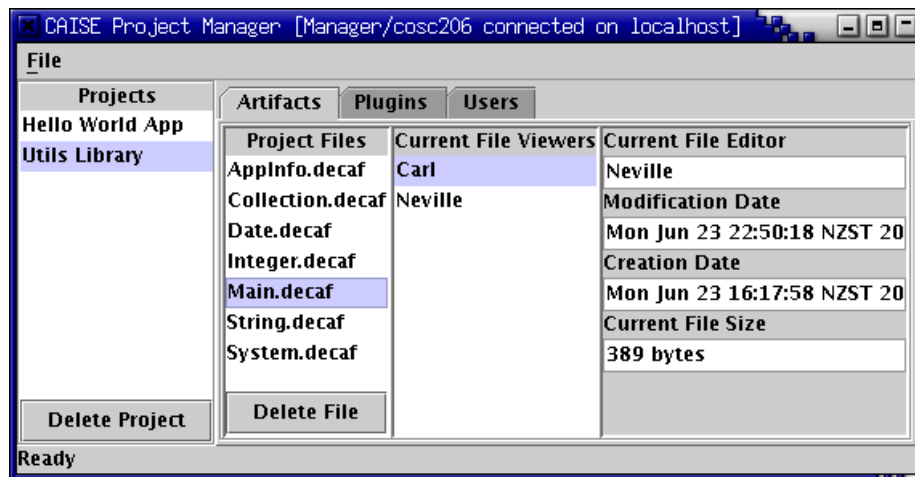 CAISE Project Manager [Manager/cosc206 connected on localhost]
File
Projects
Hello World App
Utils Library
Delete Project
Artifacts
Plugins
Users
Project Files
AppInfo.decaf
Collection.decaf
Date.decaf
Integer.decaf
Main.decaf
String.decaf
System.decaf
Delete File
Current File Viewers
Carl
Neville
Current File Editor
Neville
Modification Date
Mon Jun 23 22:50:18 NZST 20
Creation Date
Mon Jun 23 16:17:58 NZST 20
Current File Size
389 bytes
Ready